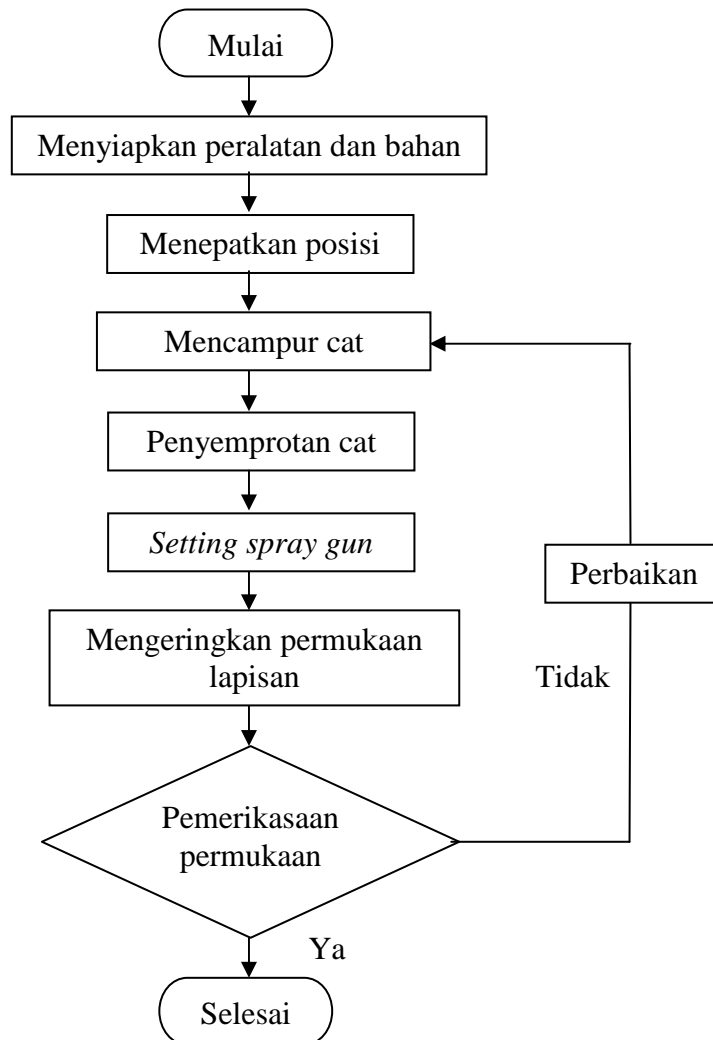 Mulai
Menyiapkan peralatan dan bahan
Menepatkan posisi
Mencampur cat
Penyemprotan cat
Setting spray gun
Perbaikan
Mengeringkan permukaan
lapisan
Tidak
Pemerikasaan
permukaan
Ya
Selesai